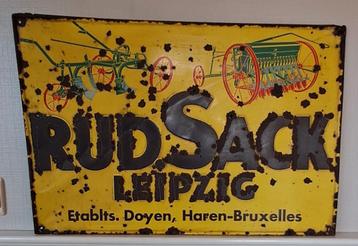 RUD SACK
LEIPZIG
Etablts. Doyen, Haren-Bruxelles